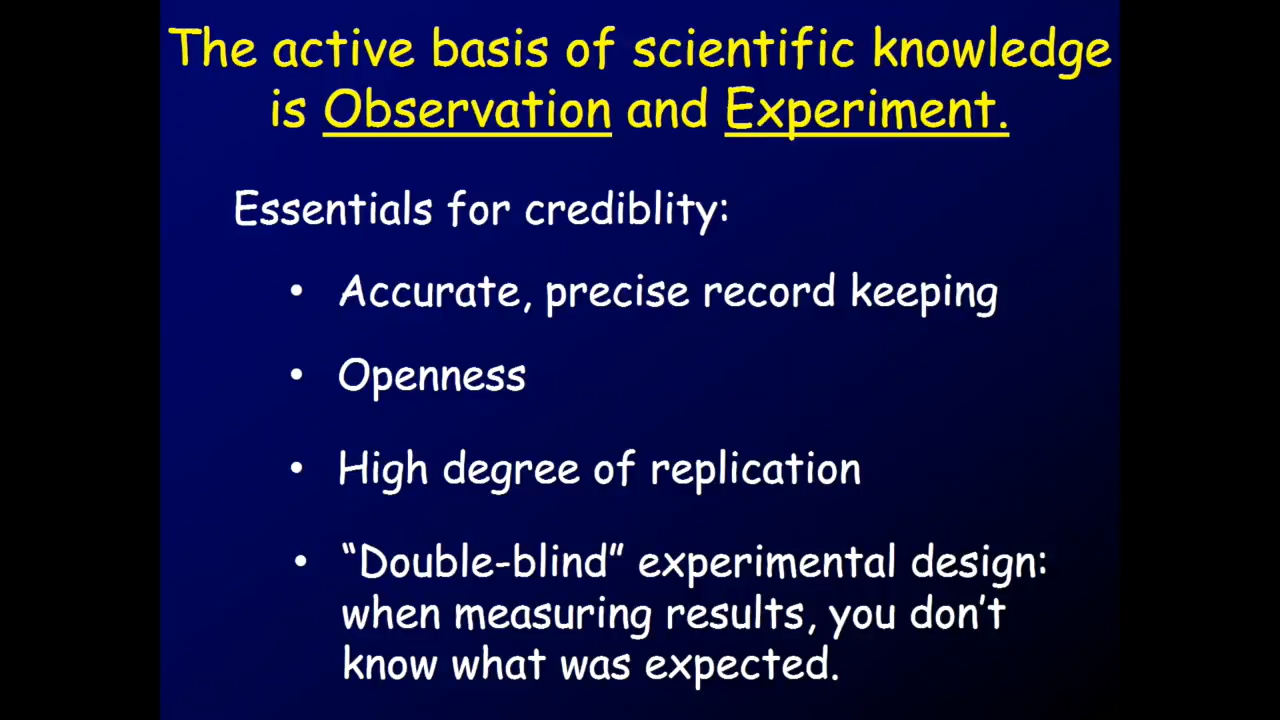 The active basis of scientific knowledge
is Observation and Experiment.
Essentials for crediblity:
• Accurate, precise record keeping
• Openness
• High degree of replication
• “Double-blind” experimental design:
when measuring results, you don’t
know what was expected.